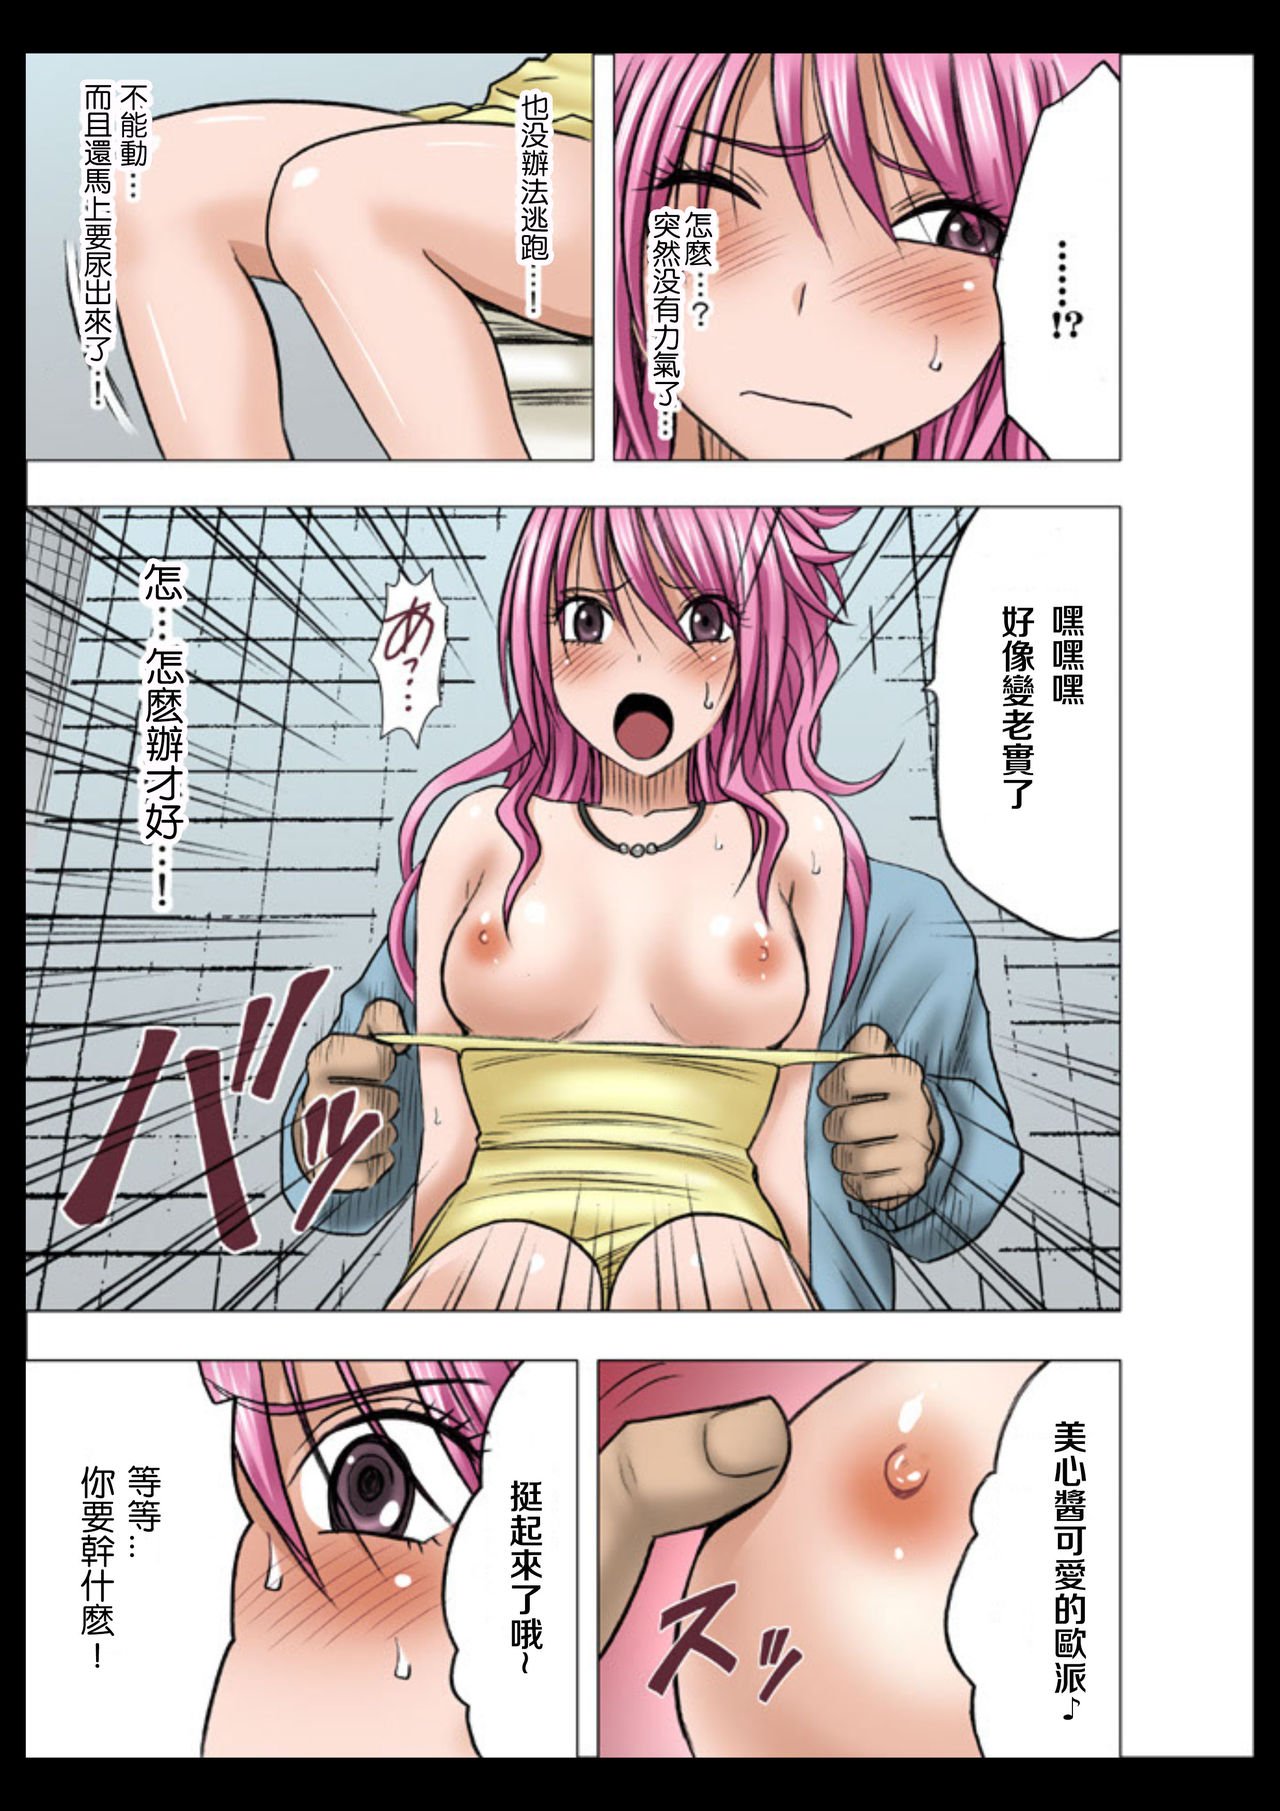 ……!?
怎麼…?
突然没有力氣了…
也没辦法逃跑…!
不能動…
而且還馬上要尿出來了…!
嘿嘿嘿
好像變老實了
あっ…
怎…怎麼辦才好…!
バッ
美心醬可愛的歐派♪
スッ
挺起來了哦~
等等…
你要幹什麼!